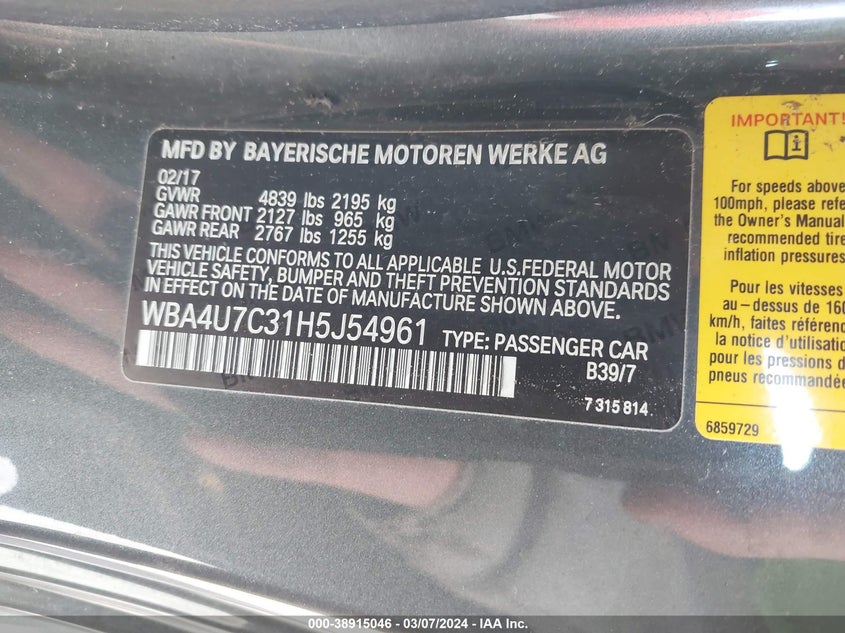 MFD BY BAYERISCHE MOTOREN WERKE AG
02/17
GVWR 4839 lbs 2195 kg
GAWR FRONT 2127 lbs 965 kg
GAWR REAR 2767 lbs 1255 kg
THIS VEHICLE CONFORMS TO ALL APPLICABLE U.S.FEDERAL MOTOR
VEHICLE SAFETY, BUMPER AND THEFT PREVENTION STANDARDS
IN EFFECT ON THE DATE OF MANUFACTURE SHOWN ABOVE.
WBA4U7C31H5J54961 TYPE: PASSENGER CAR
B39/7
7 315 814
IMPORTANT!
For speeds above
100mph, please refe
the Owner's Manual
recommended tire
inflation pressures
Pour les vitesses
au-dessus de 160
km/h, faites référenc
la notice d'utilisatio
pour les pressions d
pneus recommandée
6859729
000-38915046 - 03/07/2024 - IAA Inc.